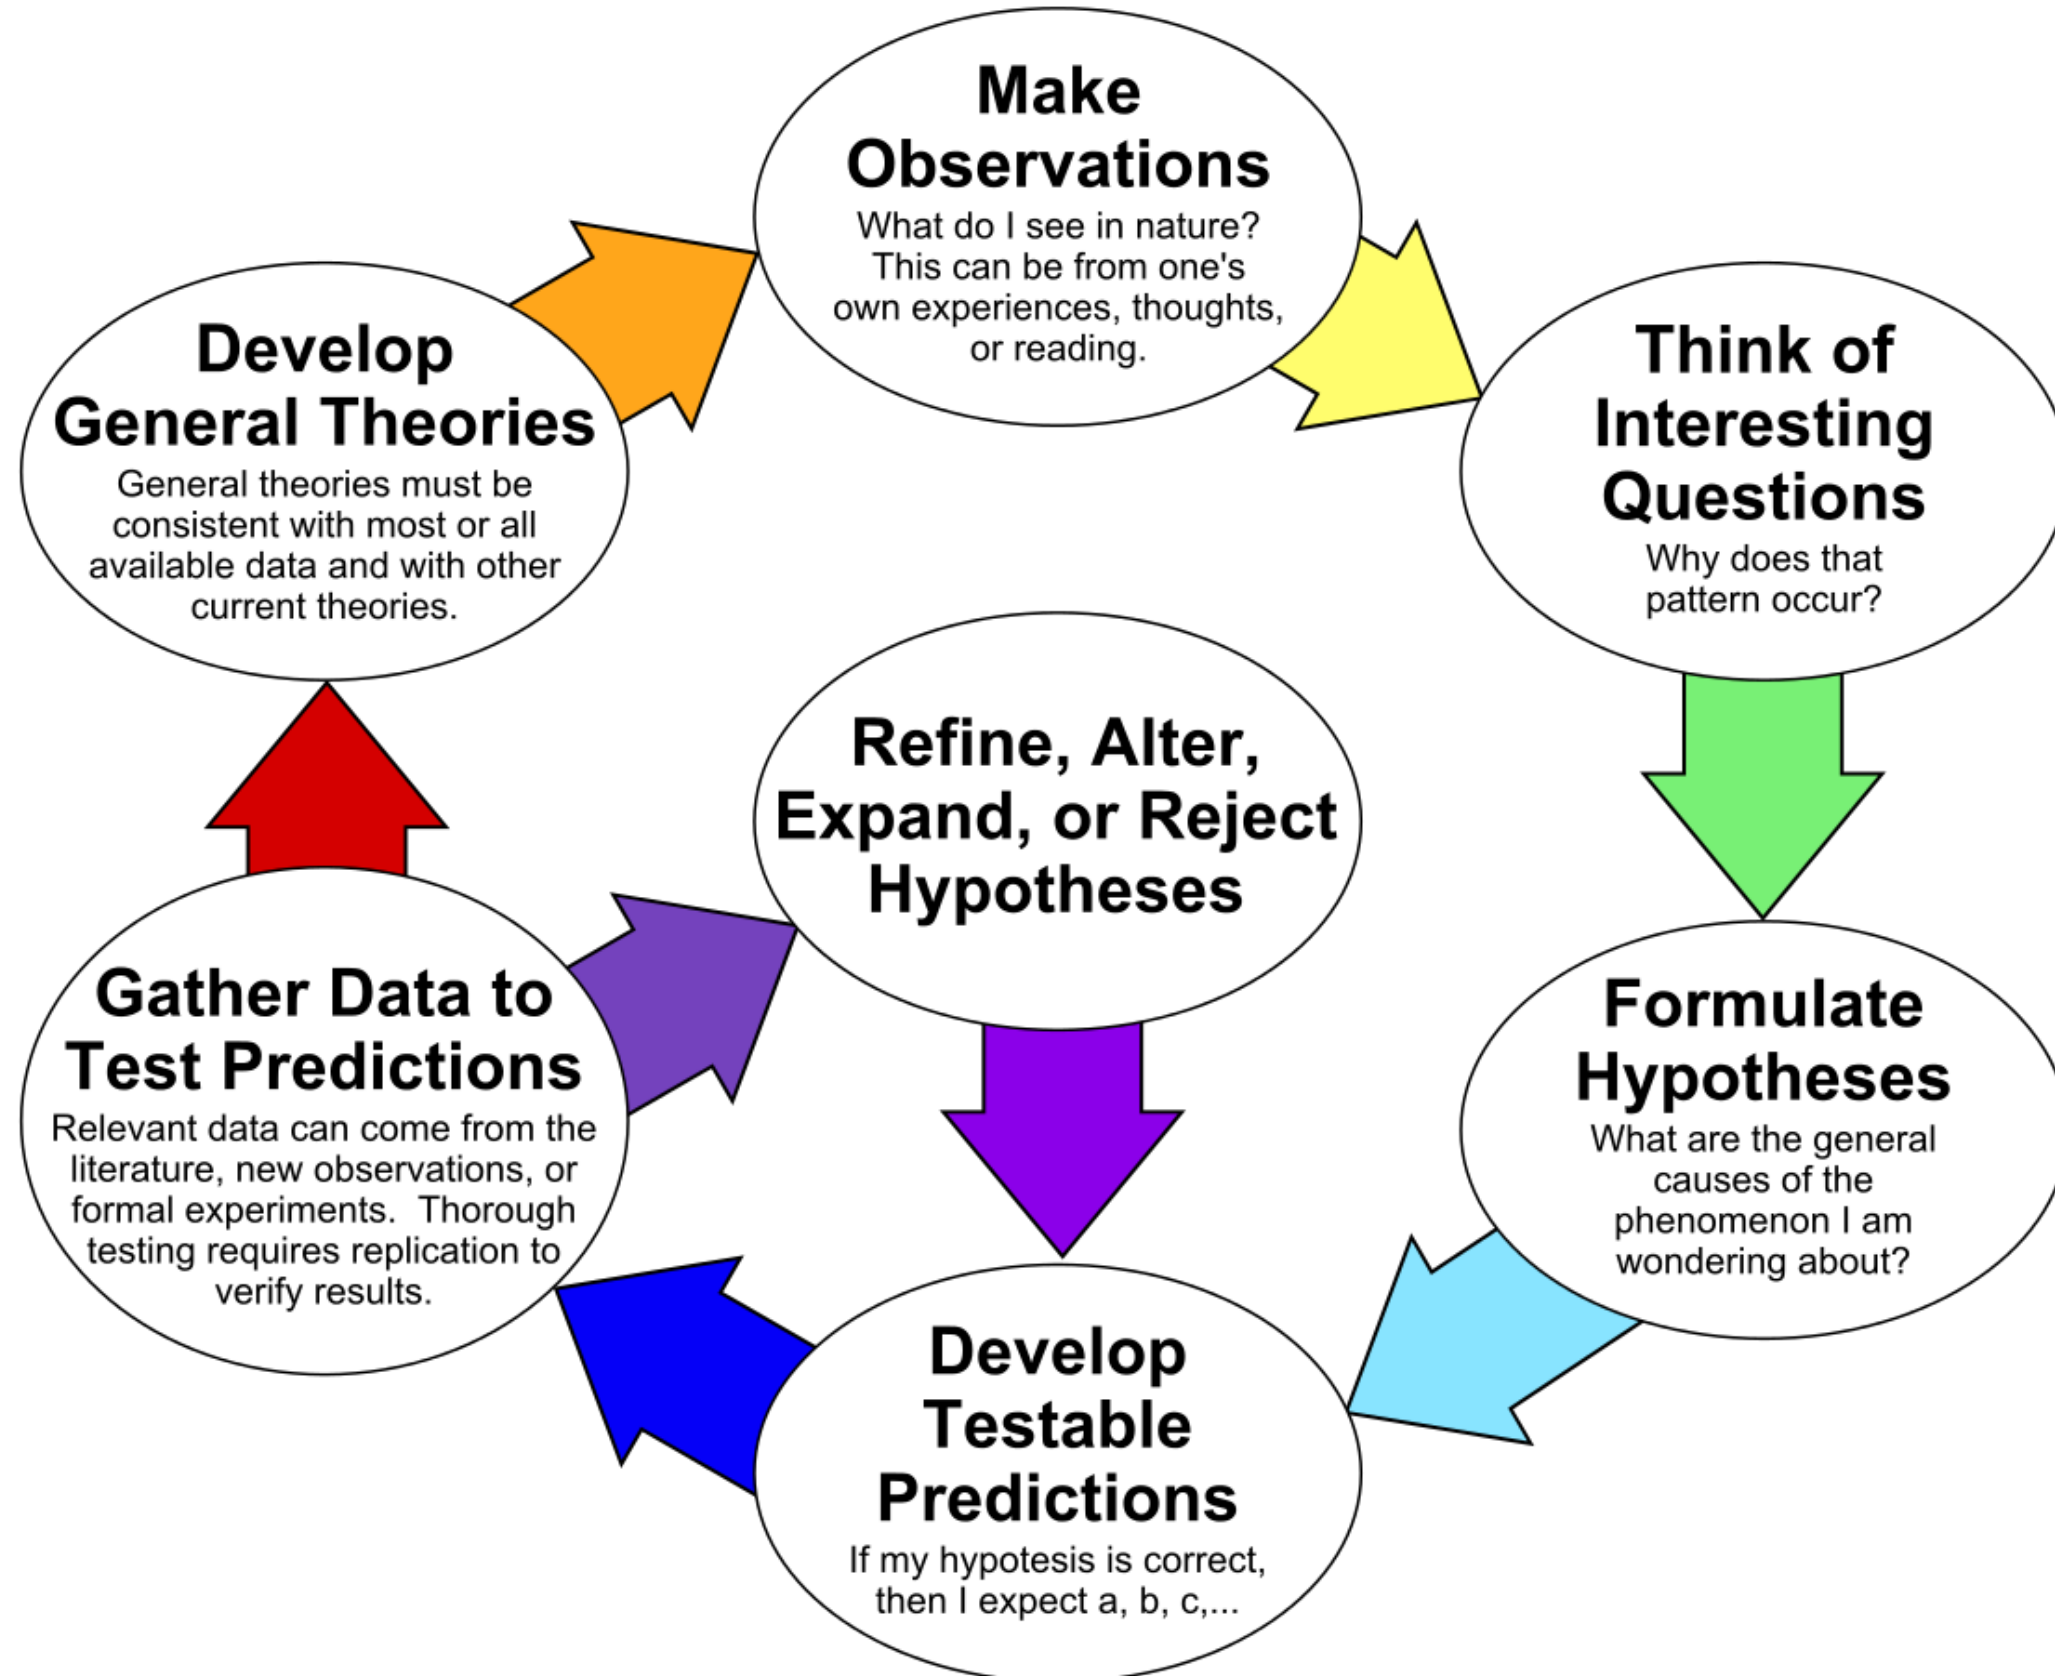 Make
Observations
What do I see in nature?
This can be from one's
own experiences, thoughts,
or reading.
Think of
Interesting
Questions
Why does that
pattern occur?
Formulate
Hypotheses
What are the general
causes of the
phenomenon I am
wondering about?
Develop
Testable
Predictions
If my hypotesis is correct,
then I expect a, b, c,...
Gather Data to
Test Predictions
Relevant data can come from the
literature, new observations, or
formal experiments.  Thorough
testing requires replication to
verify results.
Refine, Alter,
Expand, or Reject
Hypotheses
Develop
General Theories
General theories must be
consistent with most or all
available data and with other
current theories.